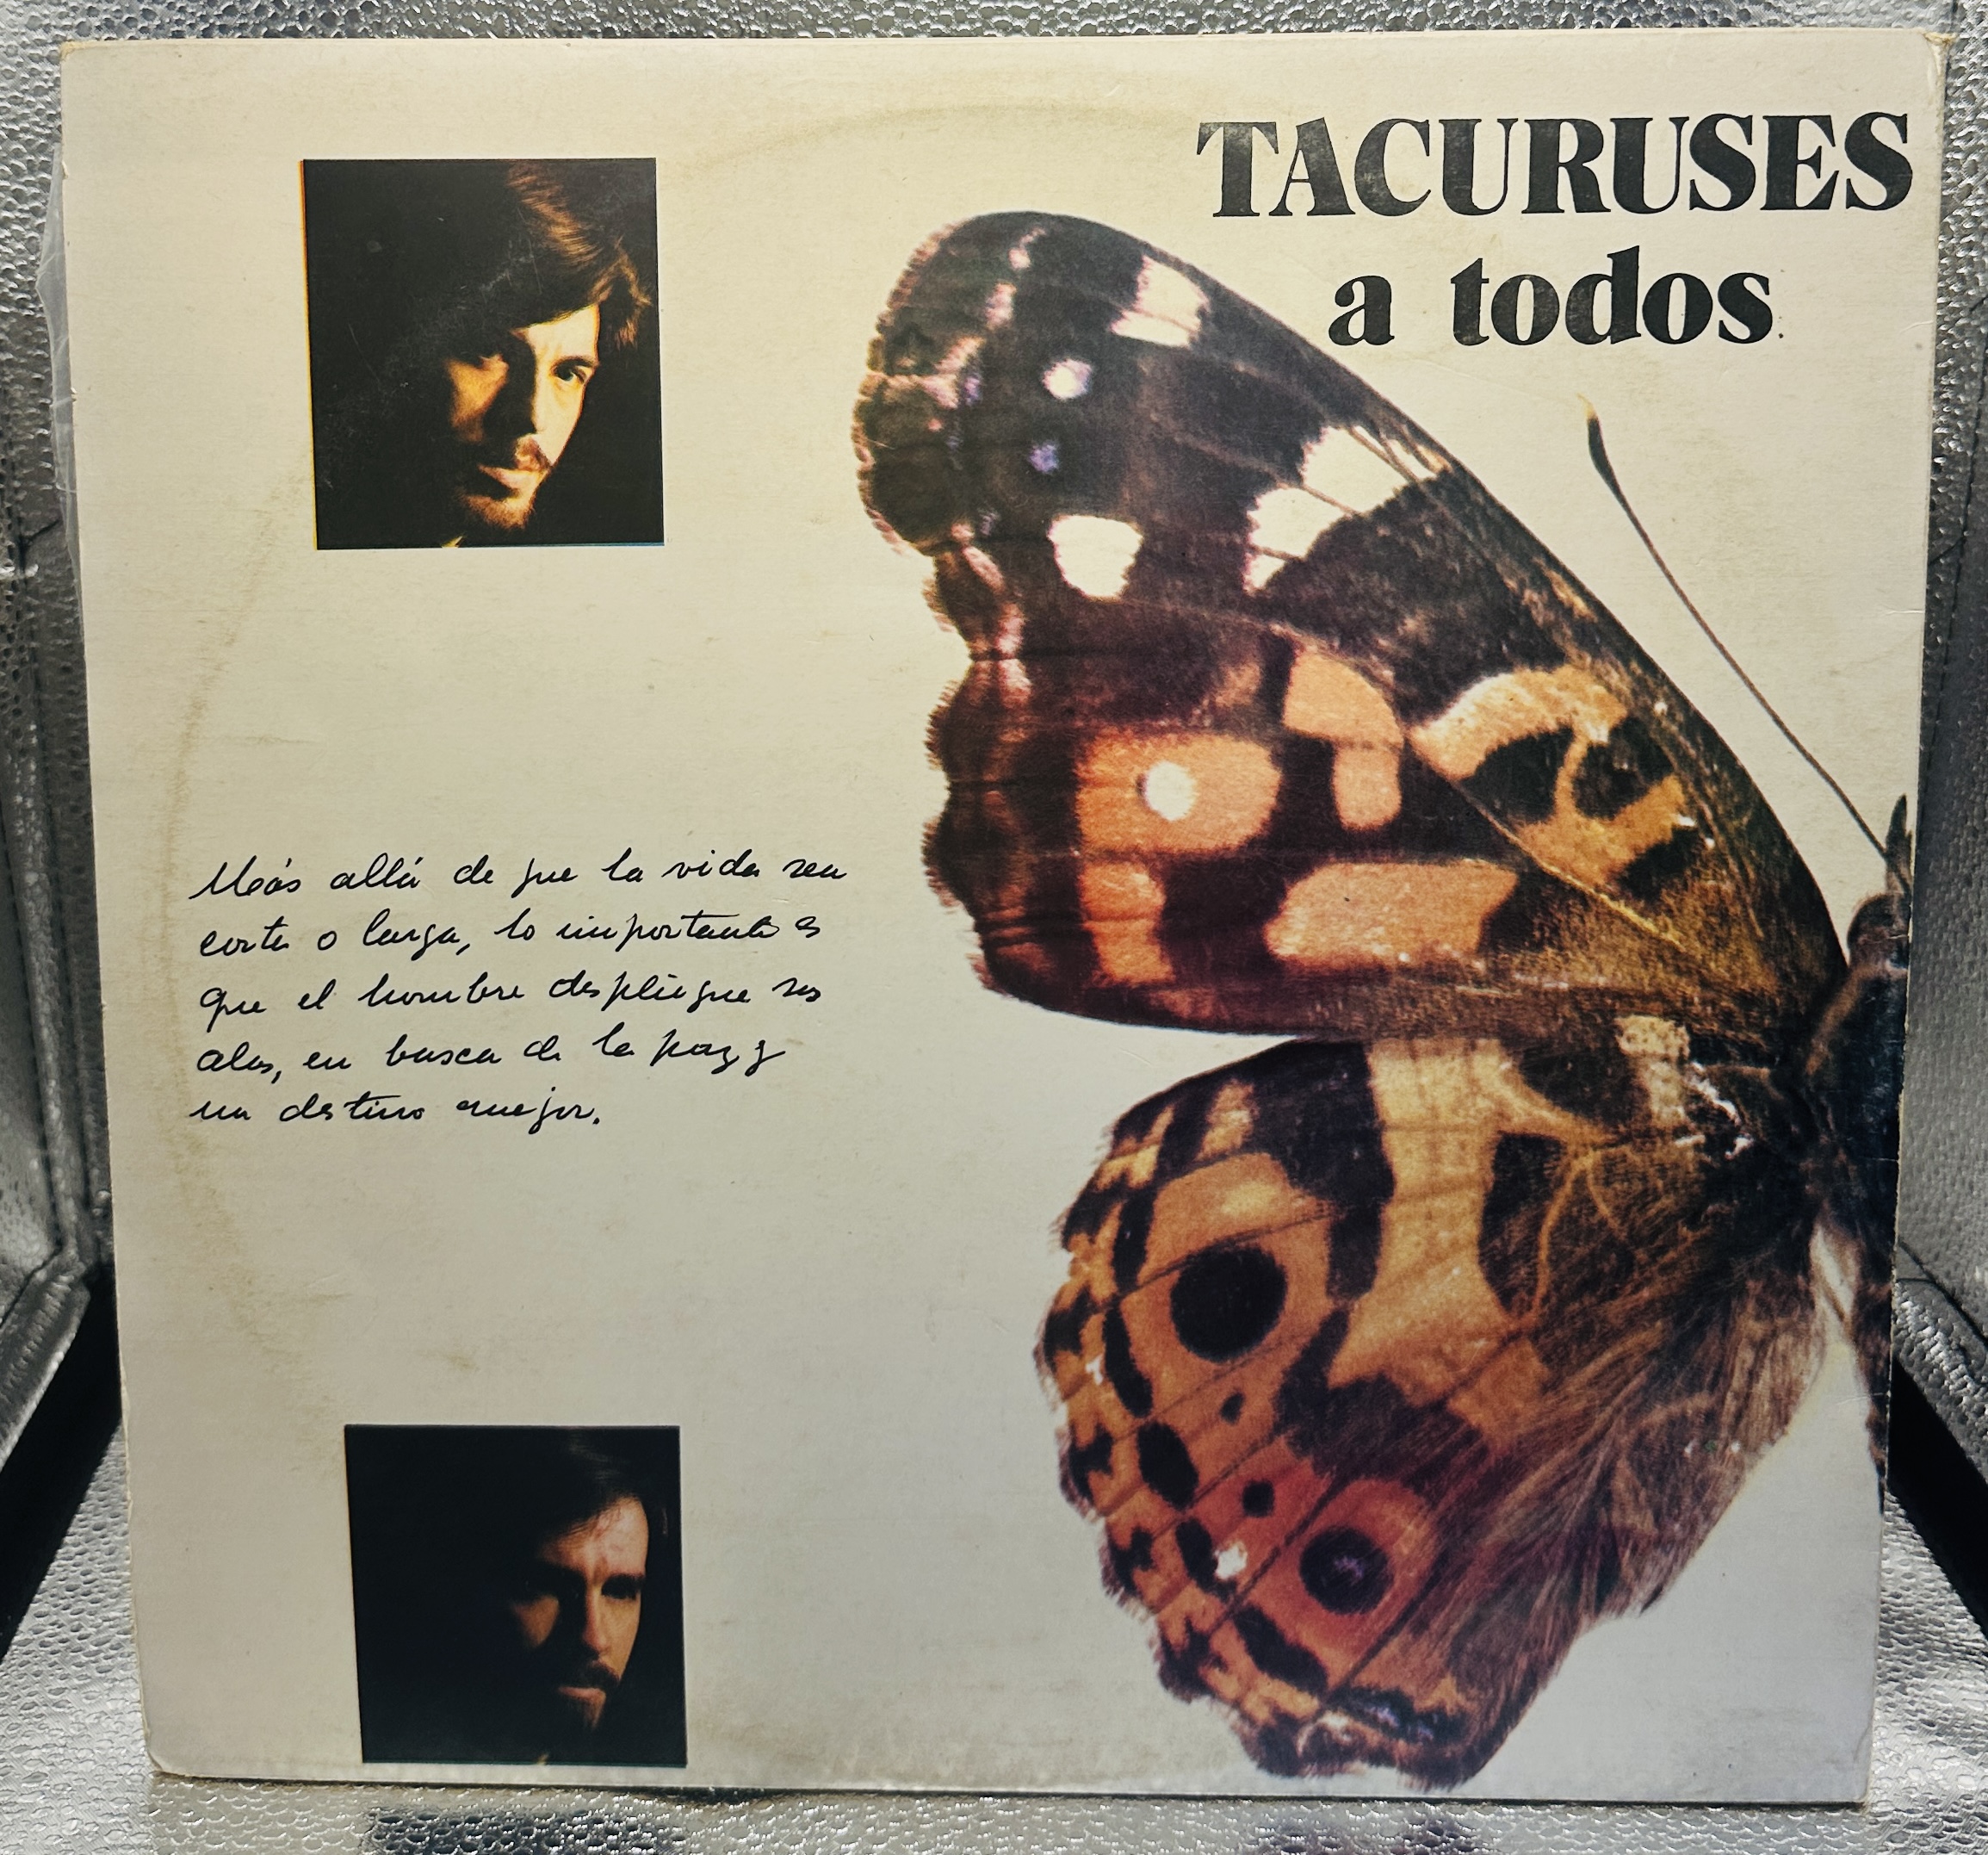 TACURUSES
a todos
Más allá de que la vida sea
corta o larga, lo importante es
que el hombre despliegue sus
alas, en busca de la paz y
un destino mejor.